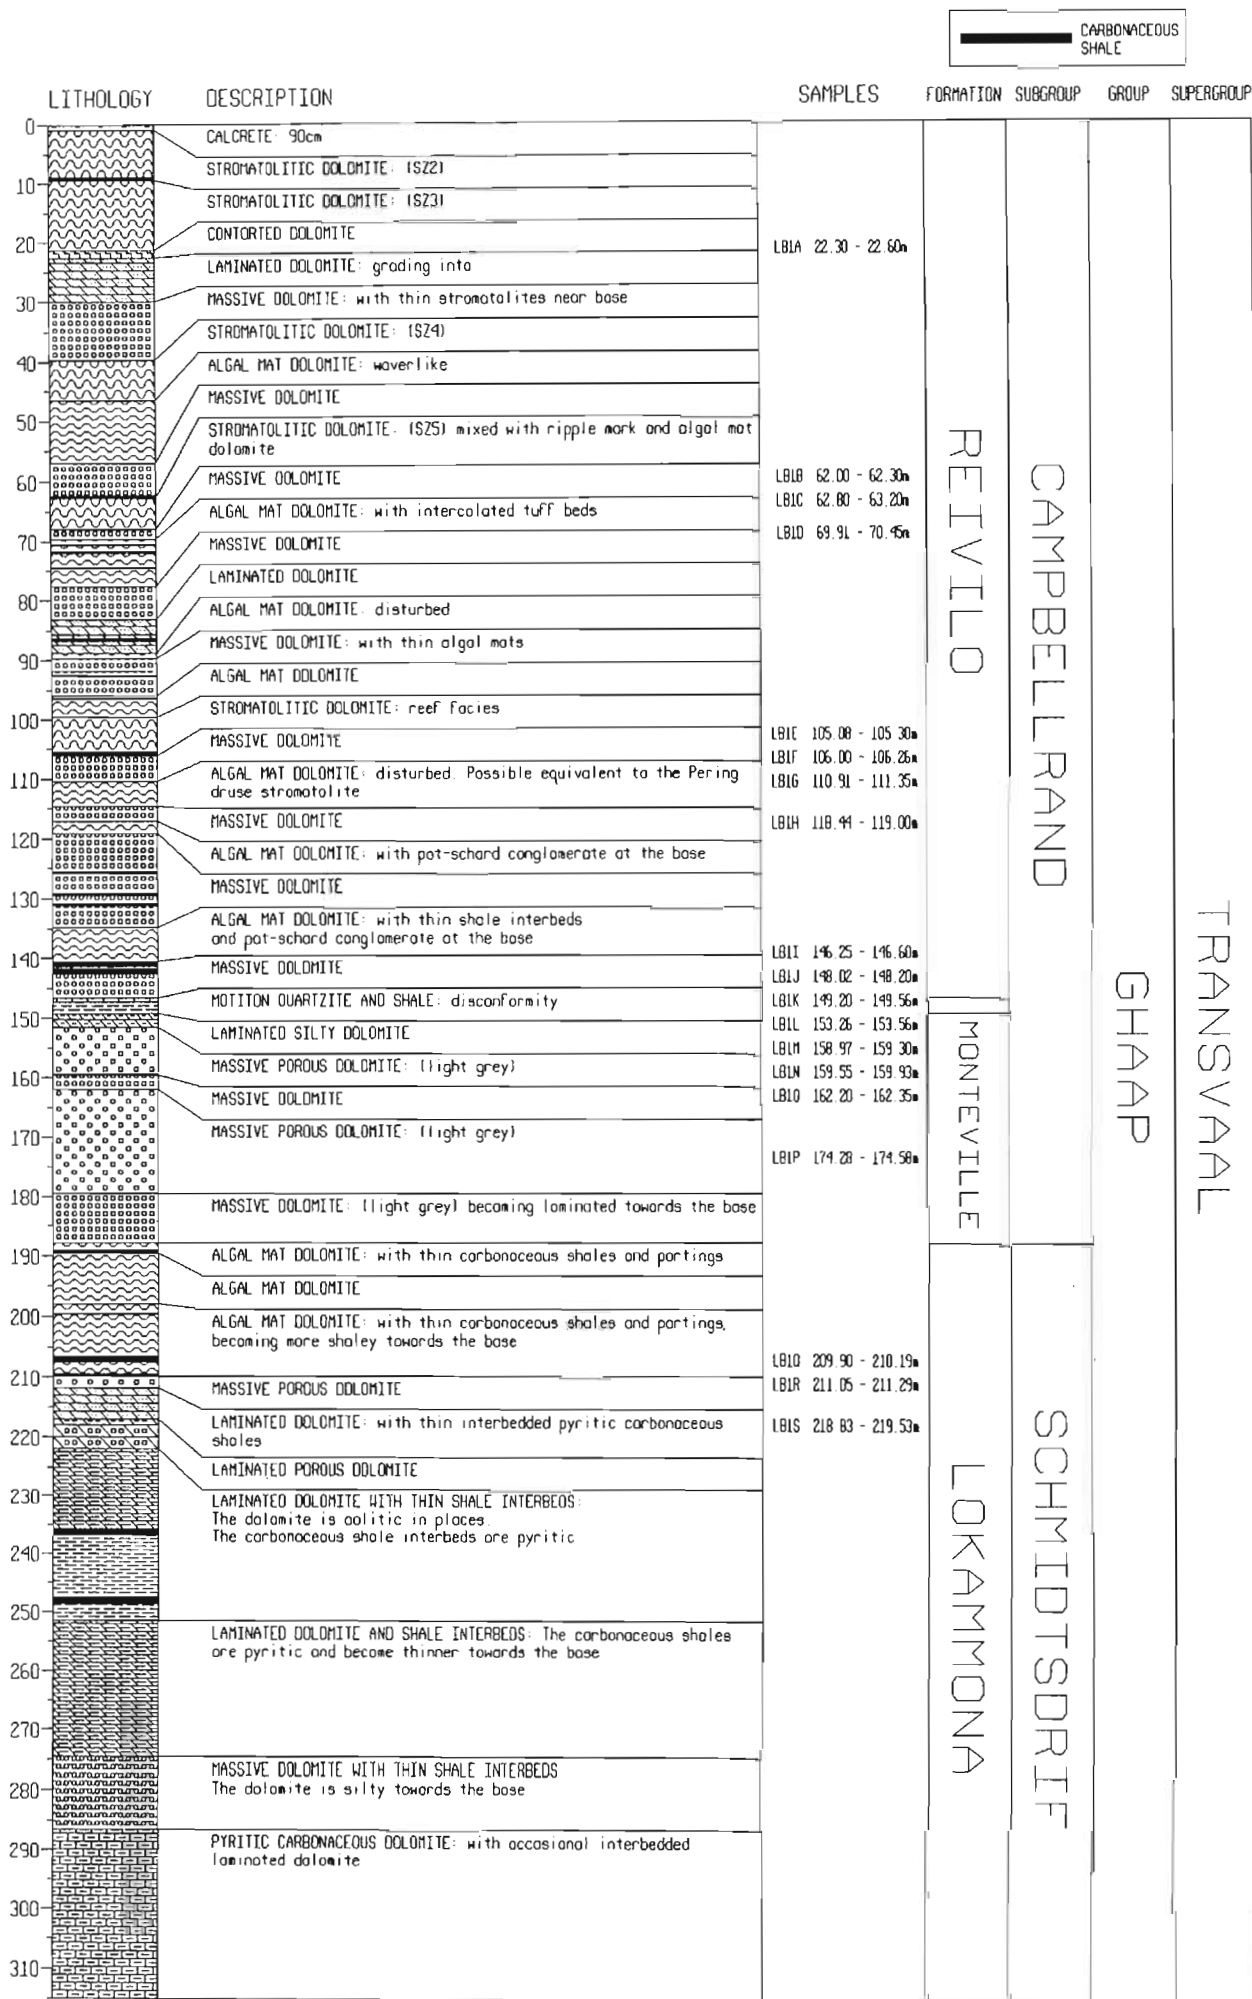 CARBONACEOUS
SHALE
LITHOLOGY
DESCRIPTION
SAMPLES
FORMATION
SUBGROUP
GROUP
SUPERGROUP
0
10
20
30
40
50
60
70
80
90
100
110
120
130
140
150
160
170
180
190
200
210
220
230
240
250
260
270
280
290
300
310
CALCRETE: 90cm
STROMATOLITIC DOLOMITE: (SZ2)
STROMATOLITIC DOLOMITE: (SZ3)
CONTORTED DOLOMITE
LAMINATED DOLOMITE: grading into
MASSIVE DOLOMITE: with thin stromatolites near base
STROMATOLITIC DOLOMITE: (SZ4)
ALGAL MAT DOLOMITE: waverlike
MASSIVE DOLOMITE
STROMATOLITIC DOLOMITE: (SZ5) mixed with ripple mark and algal mat
dolomite
MASSIVE DOLOMITE
ALGAL MAT DOLOMITE: with intercolated tuff beds
MASSIVE DOLOMITE
LAMINATED DOLOMITE
ALGAL MAT DOLOMITE: disturbed
MASSIVE DOLOMITE: with thin algal mats
ALGAL MAT DOLOMITE
STROMATOLITIC DOLOMITE: reef facies
MASSIVE DOLOMITE
ALGAL MAT DOLOMITE: disturbed. Possible equivalent to the Pering
druse stromatolite
MASSIVE DOLOMITE
ALGAL MAT DOLOMITE: with pot-schard conglomerate at the base
MASSIVE DOLOMITE
ALGAL MAT DOLOMITE: with thin shale interbeds
and pot-schard conglomerate at the base
MASSIVE DOLOMITE
MOTITON QUARTZITE AND SHALE: disconformity
LAMINATED SILTY DOLOMITE
MASSIVE POROUS DOLOMITE: (light grey)
MASSIVE DOLOMITE
MASSIVE POROUS DOLOMITE: (light grey)
MASSIVE DOLOMITE: (light grey) becoming laminated towards the base
ALGAL MAT DOLOMITE: with thin carbonaceous shales and partings
ALGAL MAT DOLOMITE
ALGAL MAT DOLOMITE: with thin carbonaceous shales and partings,
becoming more shaley towards the base
MASSIVE POROUS DOLOMITE
LAMINATED DOLOMITE: with thin interbedded pyritic carbonaceous
shales
LAMINATED POROUS DOLOMITE
LAMINATED DOLOMITE WITH THIN SHALE INTERBEDS:
The dolomite is oolitic in places.
The carbonaceous shale interbeds are pyritic
LAMINATED DOLOMITE AND SHALE INTERBEDS: The carbonaceous shales
are pyritic and become thinner towards the base
MASSIVE DOLOMITE WITH THIN SHALE INTERBEDS
The dolomite is silty towards the base
PYRITIC CARBONACEOUS DOLOMITE: with occasional interbedded
laminated dolomite
LB1A 22.30 - 22.60m
LB1B 62.00 - 62.30m
LB1C 62.80 - 63.20m
LB1D 69.91 - 70.45m
LB1E 105.08 - 105.30m
LB1F 106.00 - 106.26m
LB1G 110.91 - 111.35m
LB1H 118.44 - 119.00m
LB1I 146.25 - 146.60m
LB1J 148.02 - 148.20m
LB1K 149.20 - 149.56m
LB1L 153.26 - 153.56m
LB1M 158.97 - 159.30m
LB1N 159.55 - 159.93m
LB1O 162.20 - 162.35m
LB1P 174.28 - 174.58m
LB1Q 209.90 - 210.19m
LB1R 211.05 - 211.29m
LB1S 218.83 - 219.53m
REIVILO
MONTEVILLE
LOKAMMONA
CAMPBELLRAND
SCHMIDTSDRIF
GHAAP
TRANSVAAL